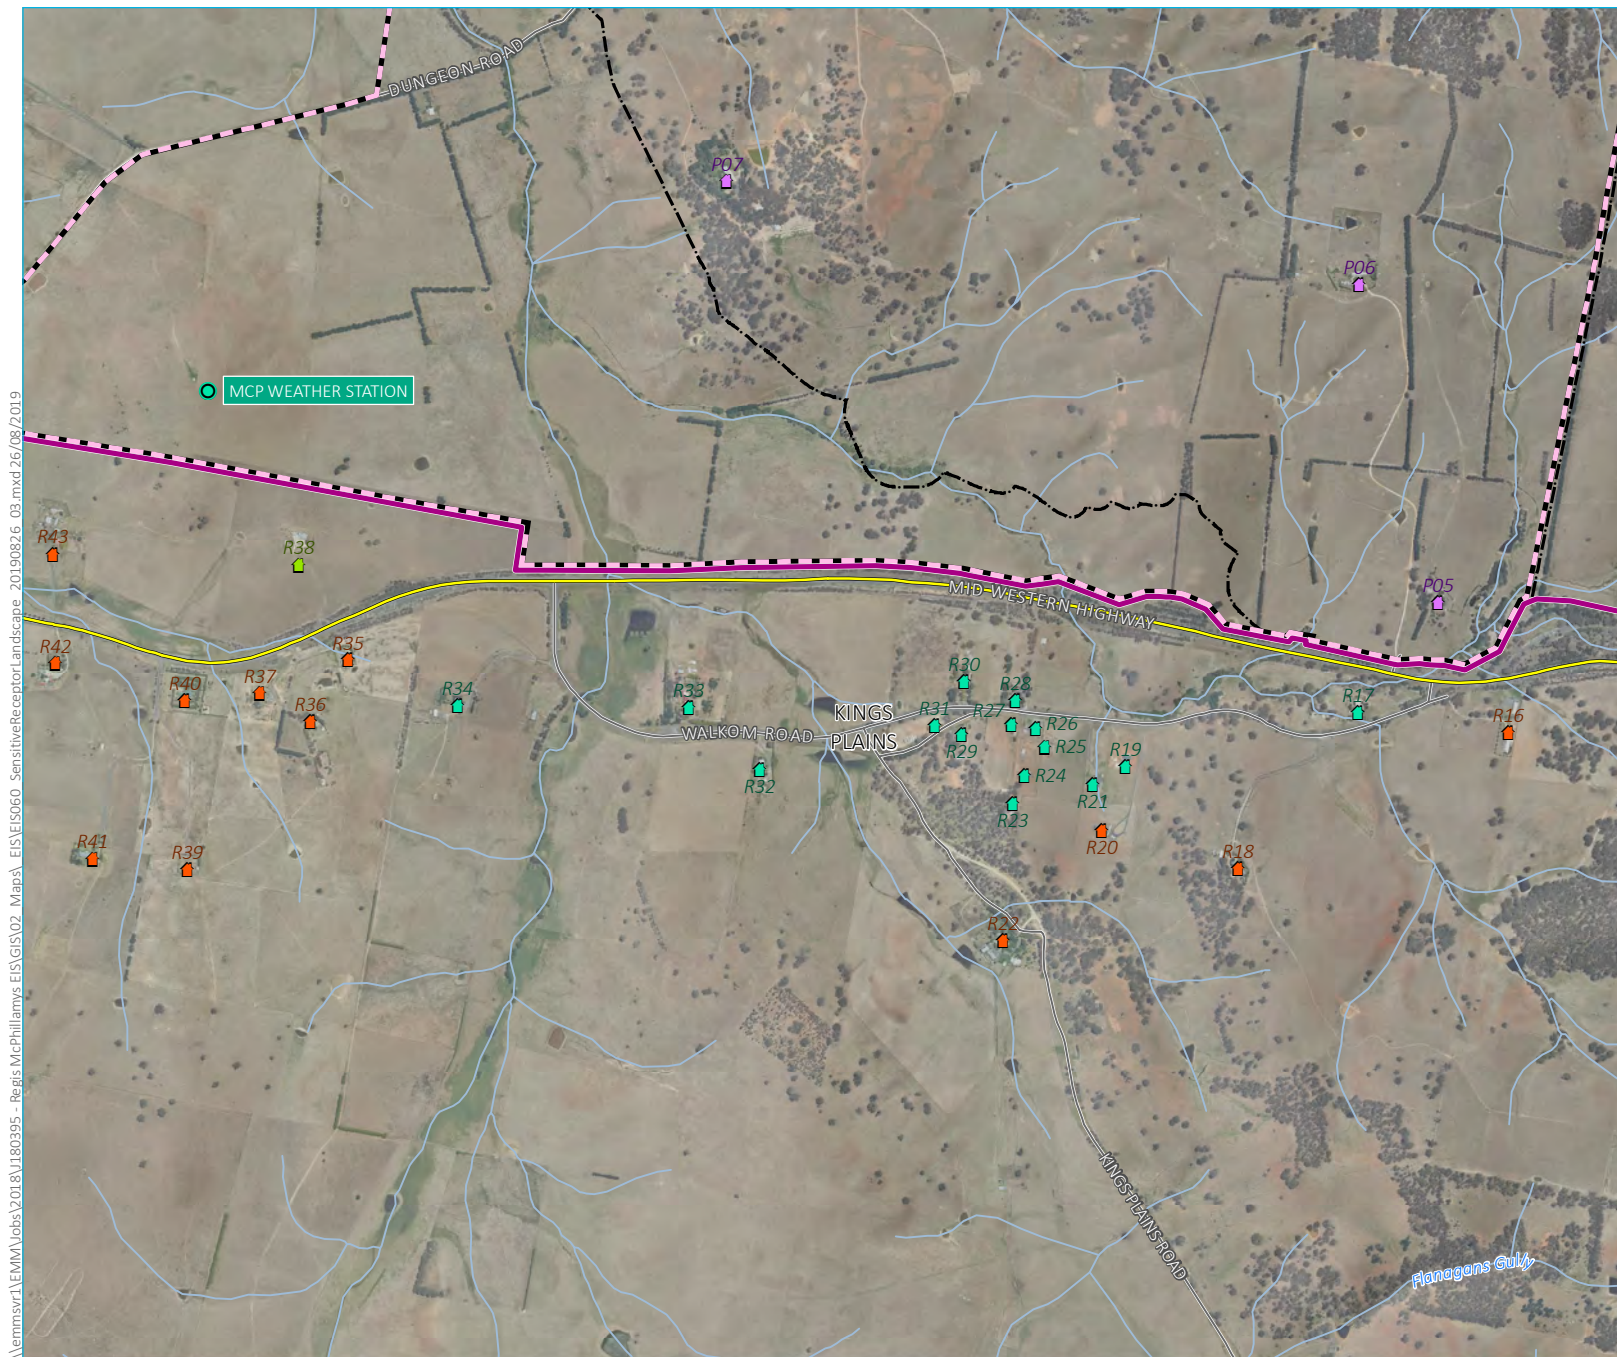 DUNGEON ROAD
P07
P06
MCP WEATHER STATION
R43
R38
P05
MID WESTERN HIGHWAY
R42
R35
R40
R37
R36
R34
R33
R30
R28
R17
R31
R27
R26
R16
KINGS
PLAINS
WALKOM ROAD
R29
R25
R19
R32
R24
R21
R23
R20
R41
R39
R18
R22
KINGS PLAINS ROAD
Flanagans Gully
\\emmsvr1\EMM\Jobs\2018\J180395 - Regis McPhillamys EIS\GIS\02_Maps\_EIS\EIS060_SensitiveReceptorLandscape_20190826_03.mxd 26/08/2019